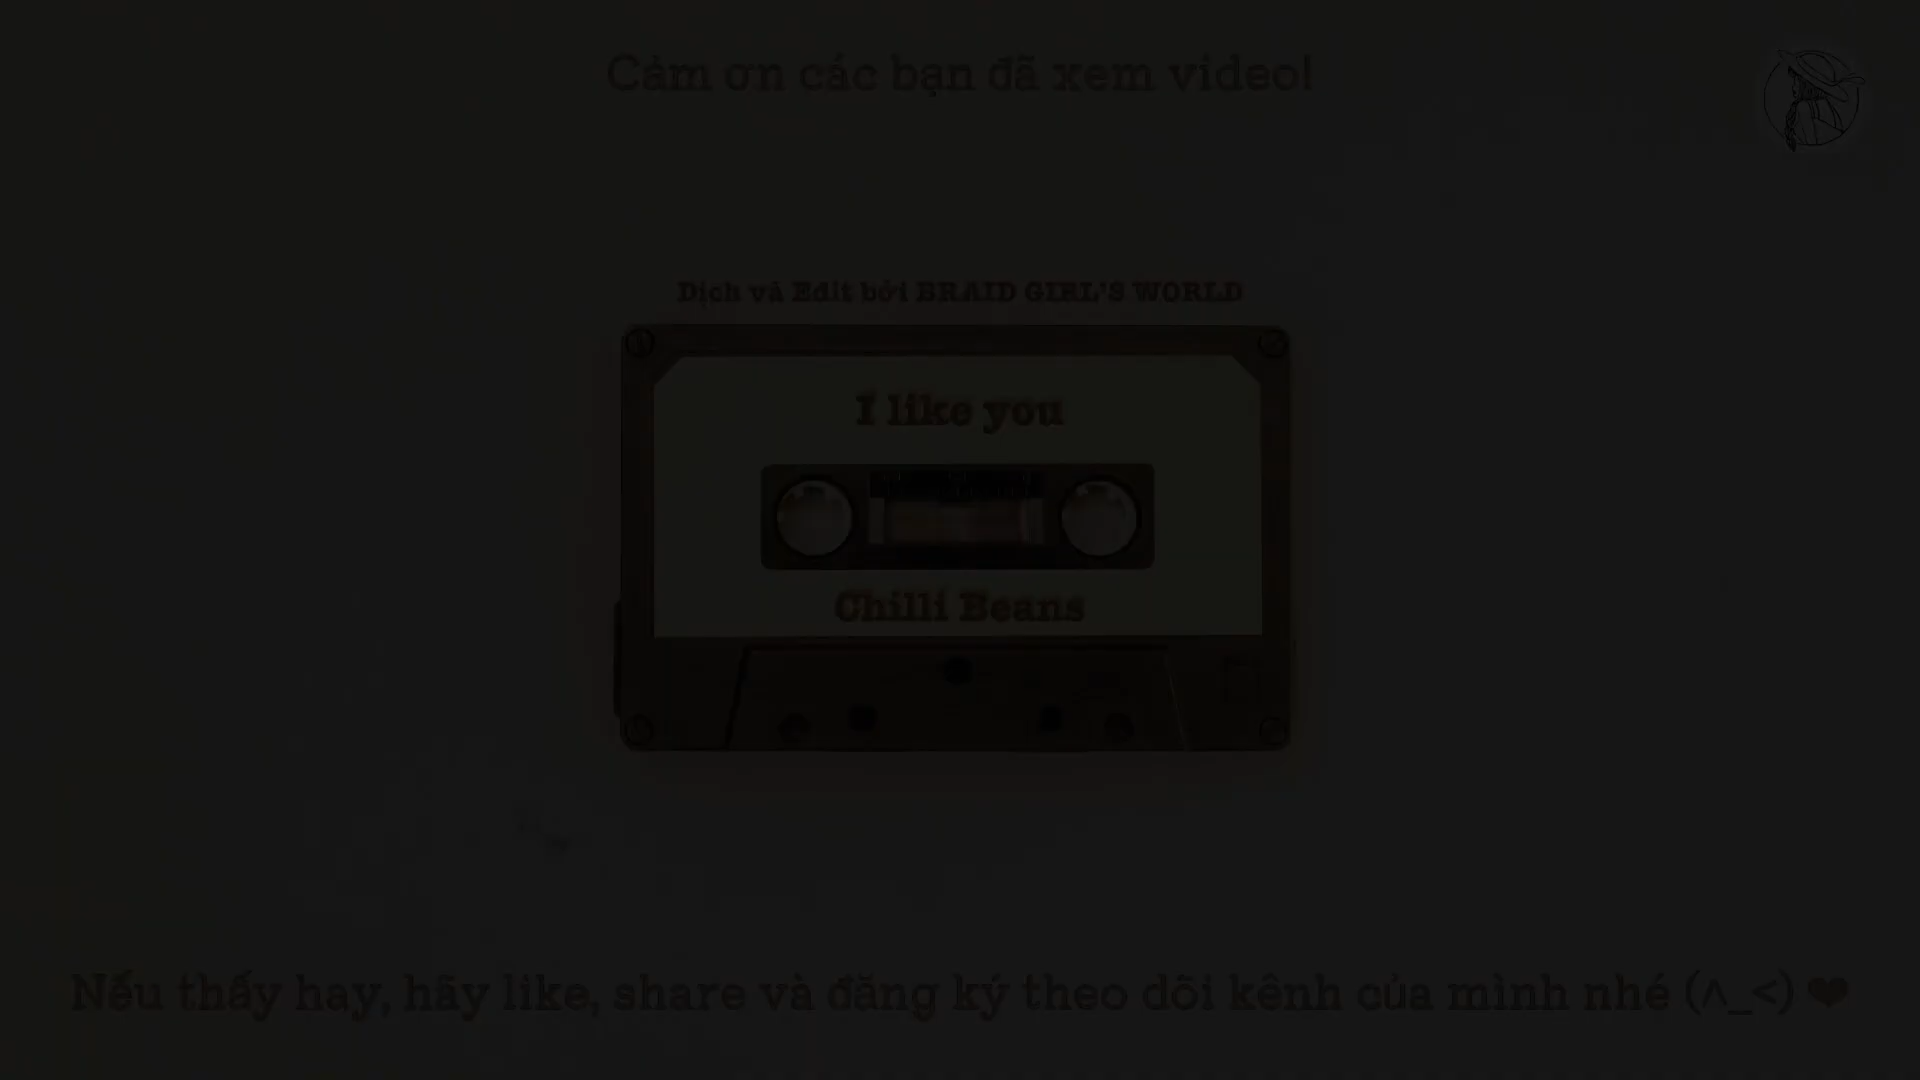 Cảm ơn các bạn đã xem video!
Dịch và Edit bởi BRAID GIRL'S WORLD
I like you
Chilli Beans
Nếu thấy hay, hãy like, share và đăng ký theo dõi kênh của mình nhé (^_<) ❤